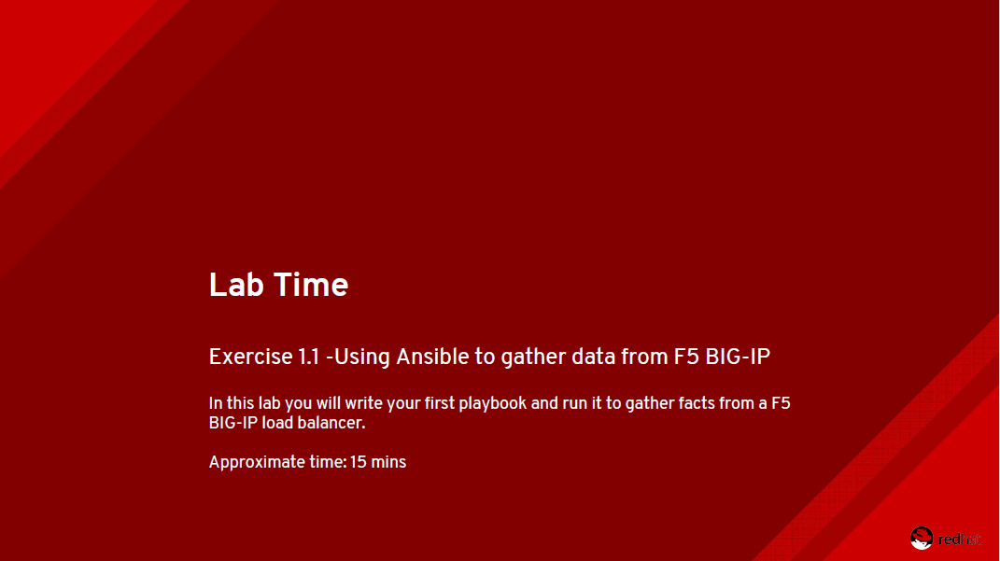 Lab Time
Exercise 1.1 -Using Ansible to gather data from F5 BIG-IP
In this lab you will write your first playbook and run it to gather facts from a F5
BIG-IP load balancer.
Approximate time: 15 mins
redhat